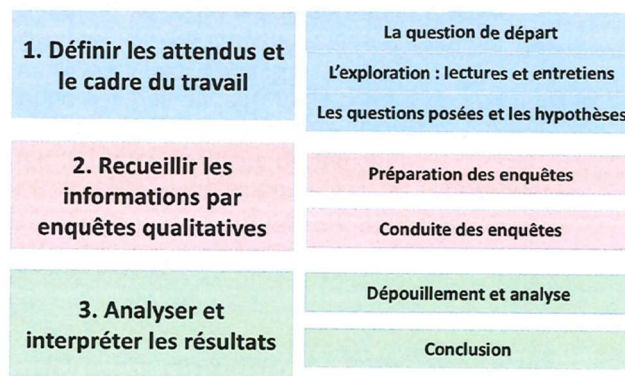 1. Définir les attendus et
le cadre du travail
La question de départ
L'exploration : lectures et entretiens
Les questions posées et les hypothèses
2. Recueillir les
informations par
enquêtes qualitatives
Préparation des enquêtes
Conduite des enquêtes
3. Analyser et
interpréter les résultats
Dépouillement et analyse
Conclusion